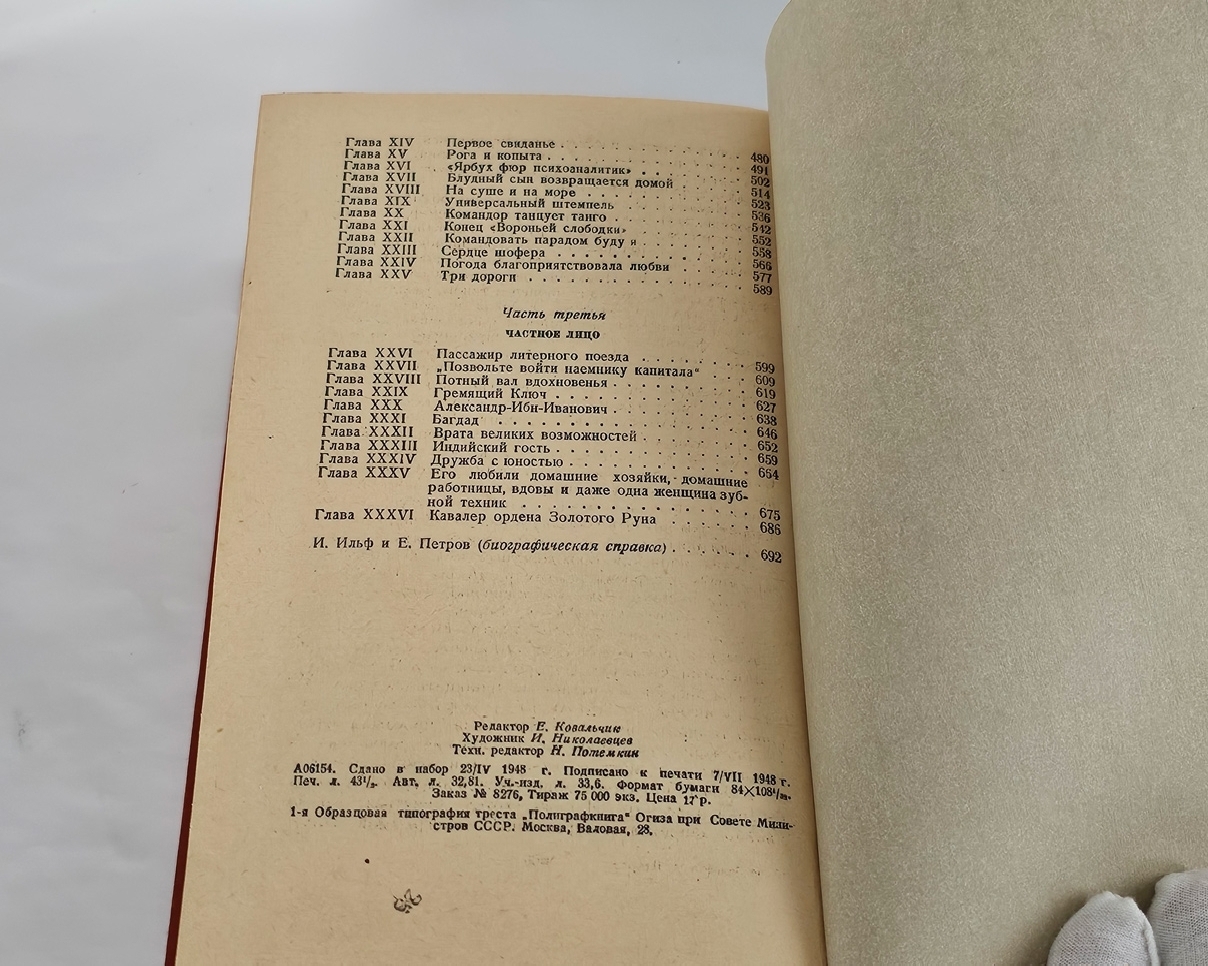 Глава XIV Первое свиданье . . . . . . . . . . 480
Глава XV Рога и копыта . . . . . . . . . . 491
Глава XVI «Ярбух фюр психоаналитик» . . . . . . 502
Глава XVII Блудный сын возвращается домой . . . . . 514
Глава XVIII На суше и на море . . . . . . . . . 523
Глава XIX Универсальный штемпель . . . . . . . 536
Глава XX Командор танцует танго . . . . . . . 542
Глава XXI Конец «Вороньей слободки» . . . . . . 552
Глава XXII Командовать парадом буду я . . . . . . 558
Глава XXIII Сердце шофера . . . . . . . . . . 566
Глава XXIV Погода благоприятствовала любви . . . . 577
Глава XXV Три дороги . . . . . . . . . . . 589
Часть третья
ЧАСТНОЕ ЛИЦО
Глава XXVI Пассажир литерного поезда . . . . . . 599
Глава XXVII „Позвольте войти наемнику капитала“ . . . 609
Глава XXVIII Потный вал вдохновенья . . . . . . . 619
Глава XXIX Гремящий Ключ . . . . . . . . . . 627
Глава XXX Александр-Ибн-Иванович . . . . . . . 638
Глава XXXI Багдад . . . . . . . . . . . . 646
Глава XXXII Врата великих возможностей . . . . . . 652
Глава XXXIII Индийский гость . . . . . . . . . 659
Глава XXXIV Дружба с юностью . . . . . . . . . 664
Глава XXXV Его любили домашние хозяйки, домашние
работницы, вдовы и даже одна женщина зуб-
ной техник . . . . . . . . . . . 675
Глава XXXVI Кавалер ордена Золотого Руна . . . . . 686
И. Ильф и Е. Петров (биографическая справка) . . . . . . 692
Редактор Е. Ковальчик
Художник И. Николаевцев
Техн. редактор Н. Потемкин
А06154. Сдано в набор 23/IV 1948 г. Подписано к печати 7/VII 1948 г.
Печ. л. 43¹/₂. Авт. л. 32,81. Уч.-изд. л. 33,6. Формат бумаги 84×108¹/₃₂.
Заказ № 8276, Тираж 75 000 экз. Цена 17 р.
1-я Образцовая типография треста „Полиграфкнига“ Огиза при Совете Мини-
стров СССР. Москва, Валовая, 28.